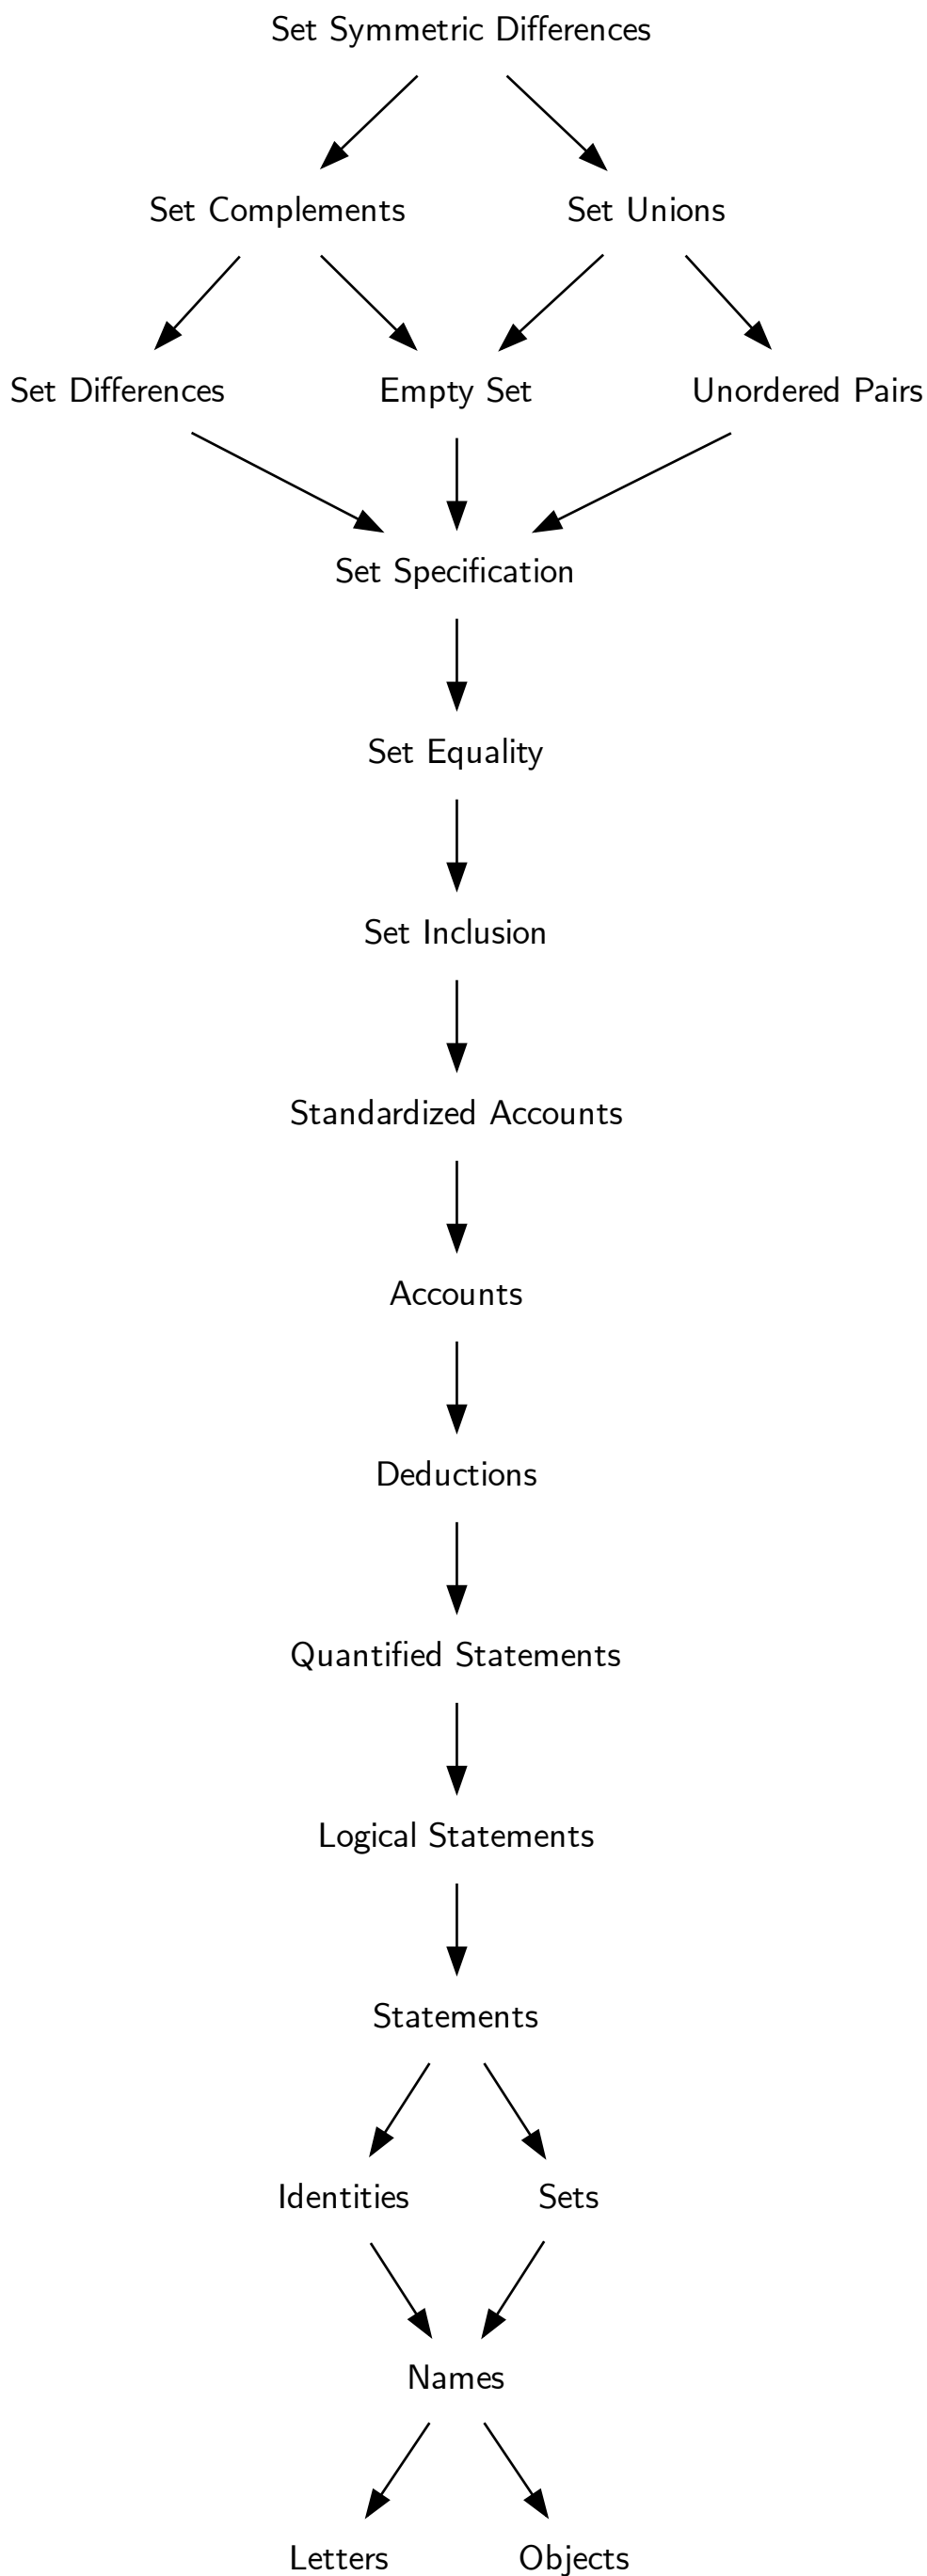 Set Symmetric Differences
Set Complements
Set Unions
Set Differences
Empty Set
Unordered Pairs
Set Specification
Set Equality
Set Inclusion
Standardized Accounts
Accounts
Deductions
Quantified Statements
Logical Statements
Statements
Identities
Sets
Names
Letters
Objects